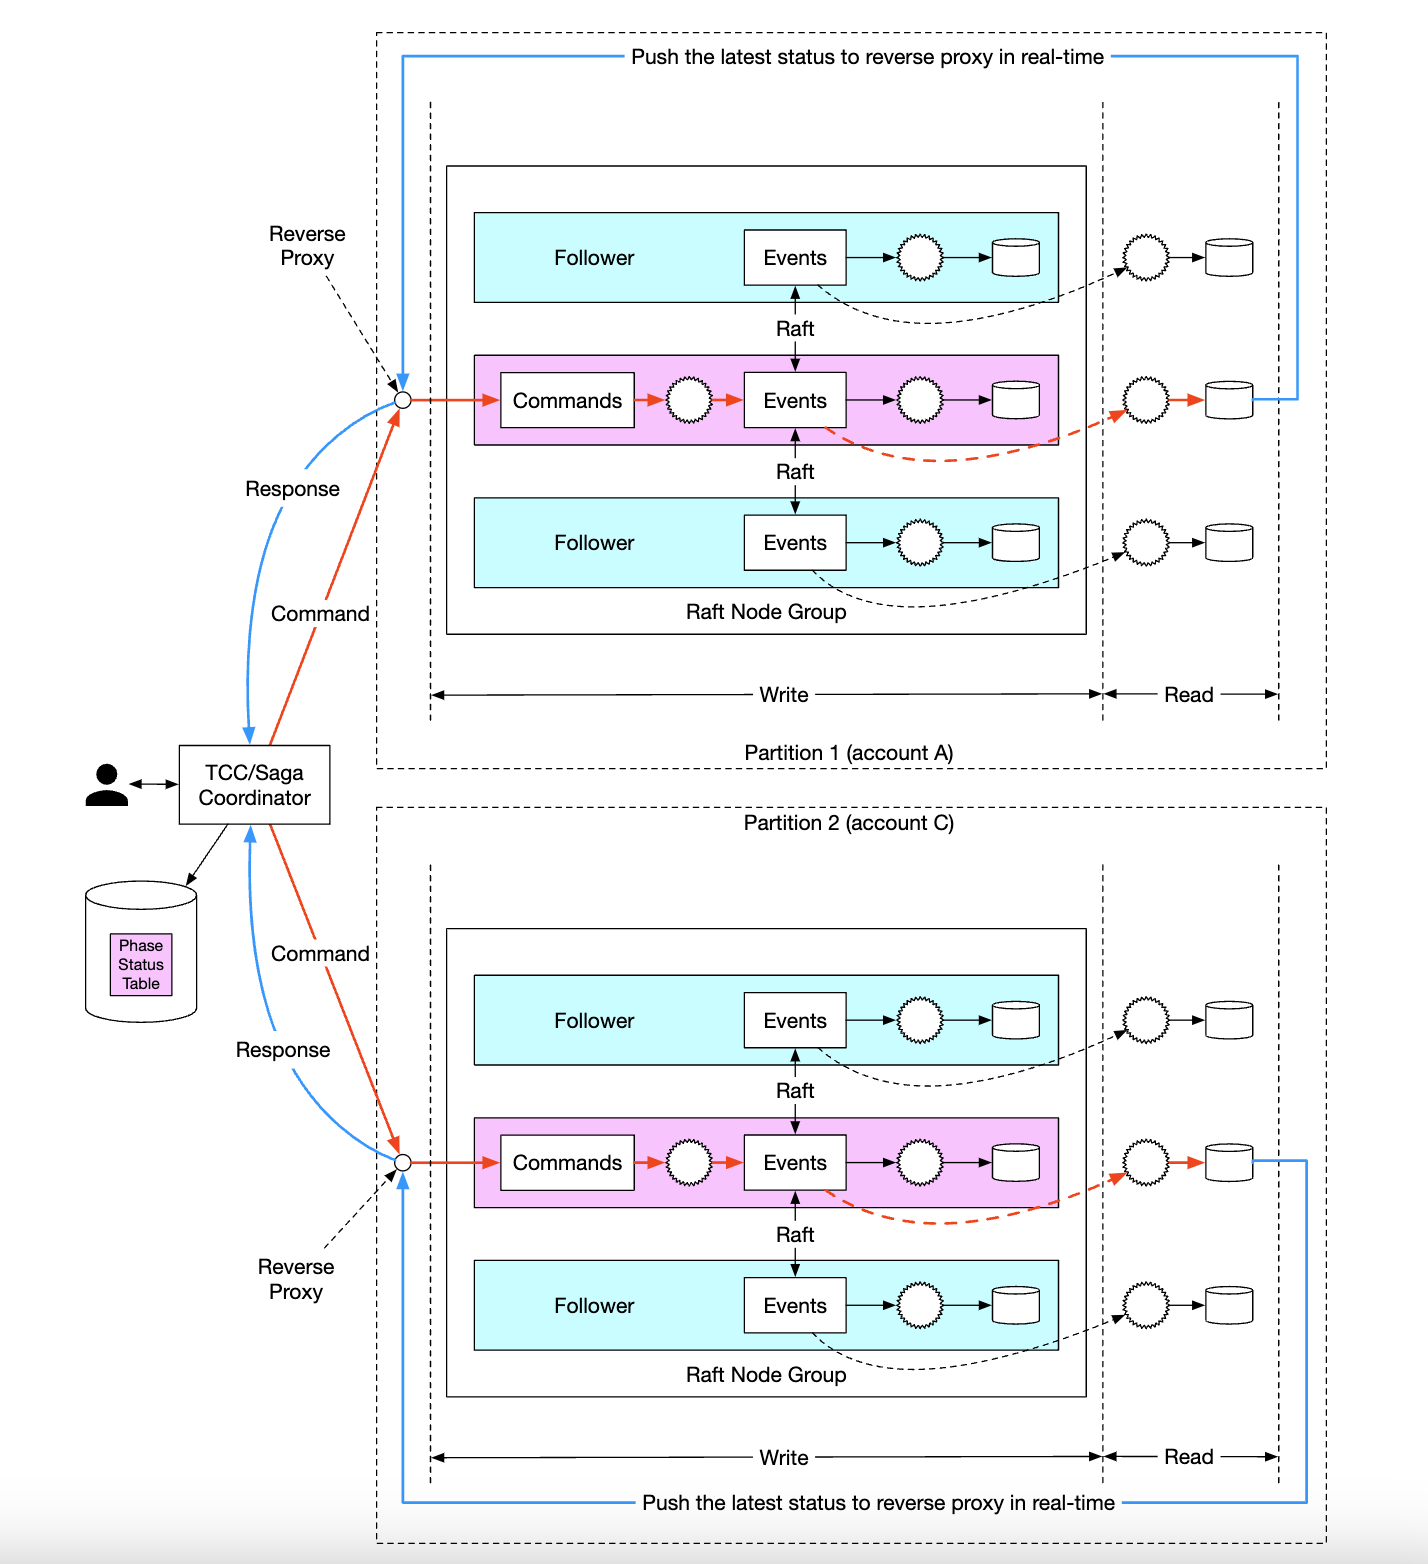 Push the latest status to reverse proxy in real-time
Reverse
Proxy
Follower
Events
Raft
Commands
Events
Raft
Response
Follower
Events
Command
Raft Node Group
Write
Read
Partition 1 (account A)
TCC/Saga
Coordinator
Partition 2 (account C)
Phase
Status
Table
Command
Follower
Events
Response
Raft
Commands
Events
Raft
Reverse
Proxy
Follower
Events
Raft Node Group
Write
Read
Push the latest status to reverse proxy in real-time